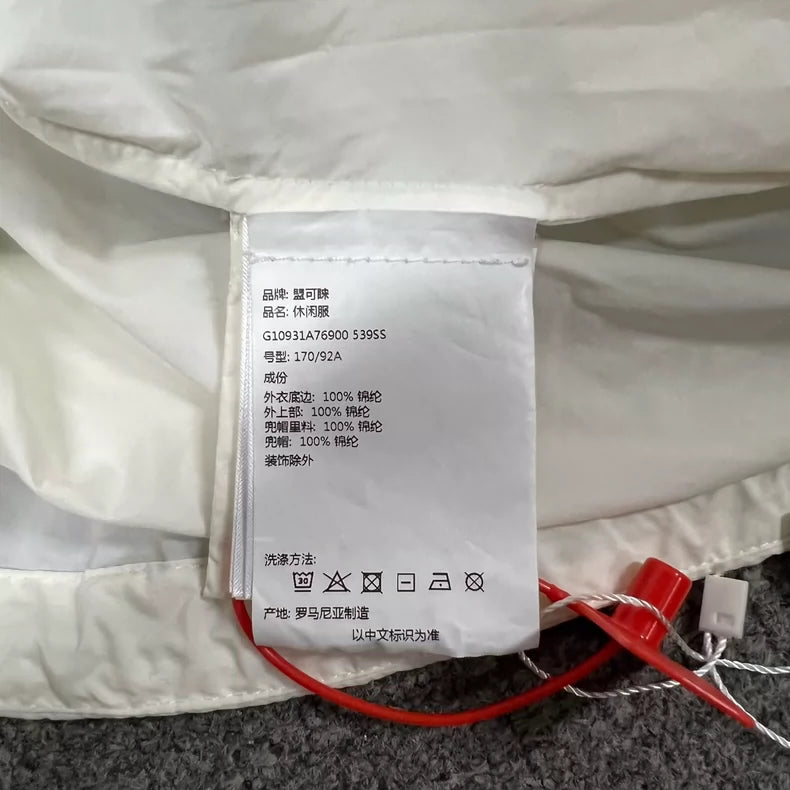 品牌: 盟可睐
品名: 休闲服
G10931A76900 539SS
号型: 170/92A
成份
外衣底边: 100% 锦纶
外上部: 100% 锦纶
兜帽里料: 100% 锦纶
兜帽: 100% 锦纶
装饰除外
洗涤方法:
30
产地: 罗马尼亚制造
以中文标识为准